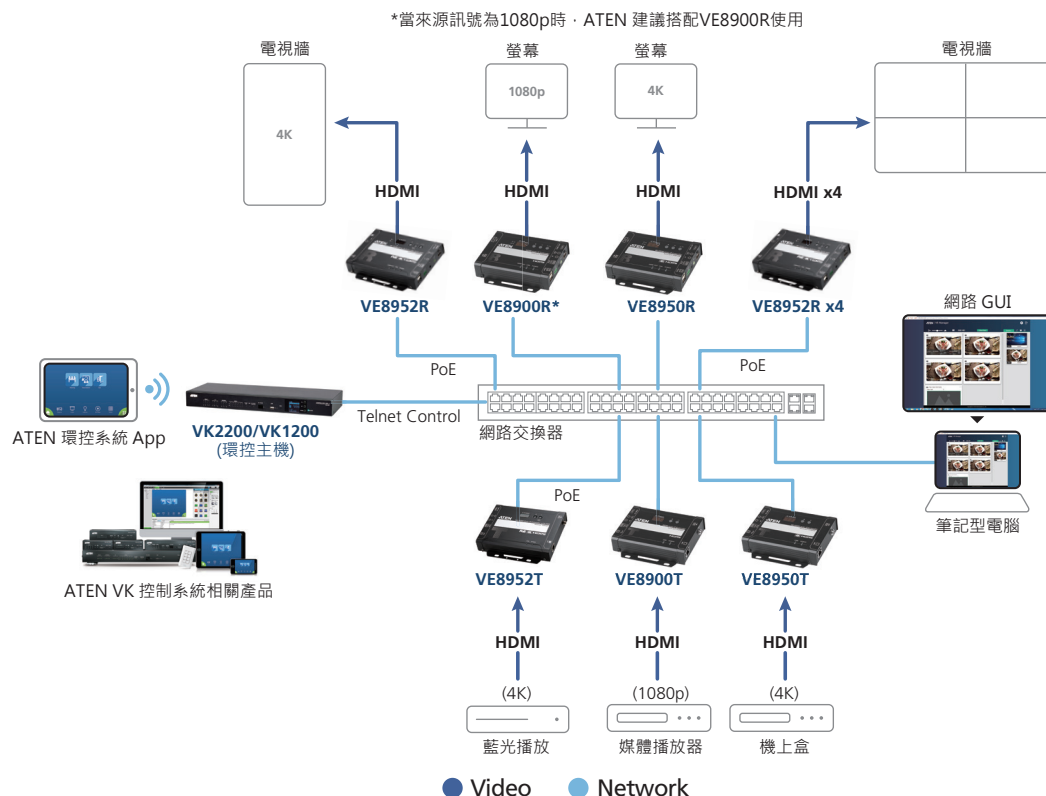 *當來源訊號為1080p時，ATEN 建議搭配VE8900R使用
電視牆
螢幕
螢幕
電視牆
4K
1080p
4K
HDMI
HDMI
HDMI
HDMI x4
VE8952R
VE8900R*
VE8950R
VE8952R x4
網路 GUI
PoE
PoE
ATEN 環控系統 App
VK2200/VK1200
(環控主機)
Telnet Control
網路交換器
PoE
筆記型電腦
ATEN VK 控制系統相關產品
VE8952T
VE8900T
VE8950T
HDMI
HDMI
HDMI
(4K)
(1080p)
(4K)
藍光播放
媒體播放器
機上盒
Video
Network